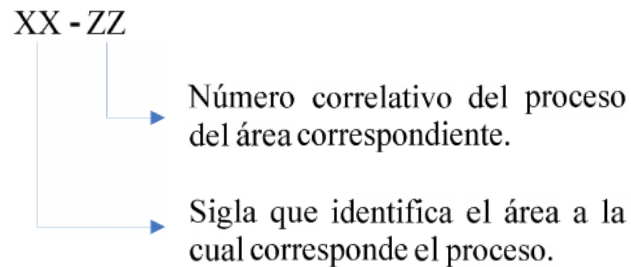 XX - ZZ
Número correlativo del proceso
del área correspondiente.
Sigla que identifica el área a la
cual corresponde el proceso.